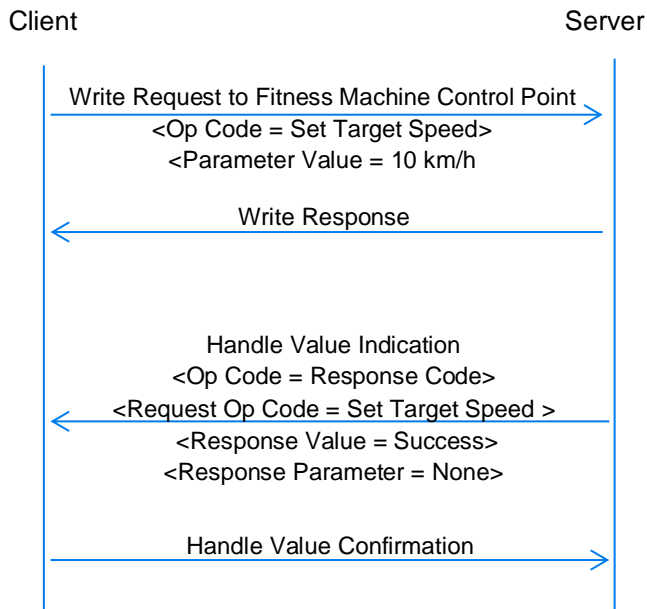 Client
Server
Write Request to Fitness Machine Control Point
<Op Code = Set Target Speed>
<Parameter Value = 10 km/h
Write Response
Handle Value Indication
<Op Code = Response Code>
<Request Op Code = Set Target Speed >
<Response Value = Success>
<Response Parameter = None>
Handle Value Confirmation